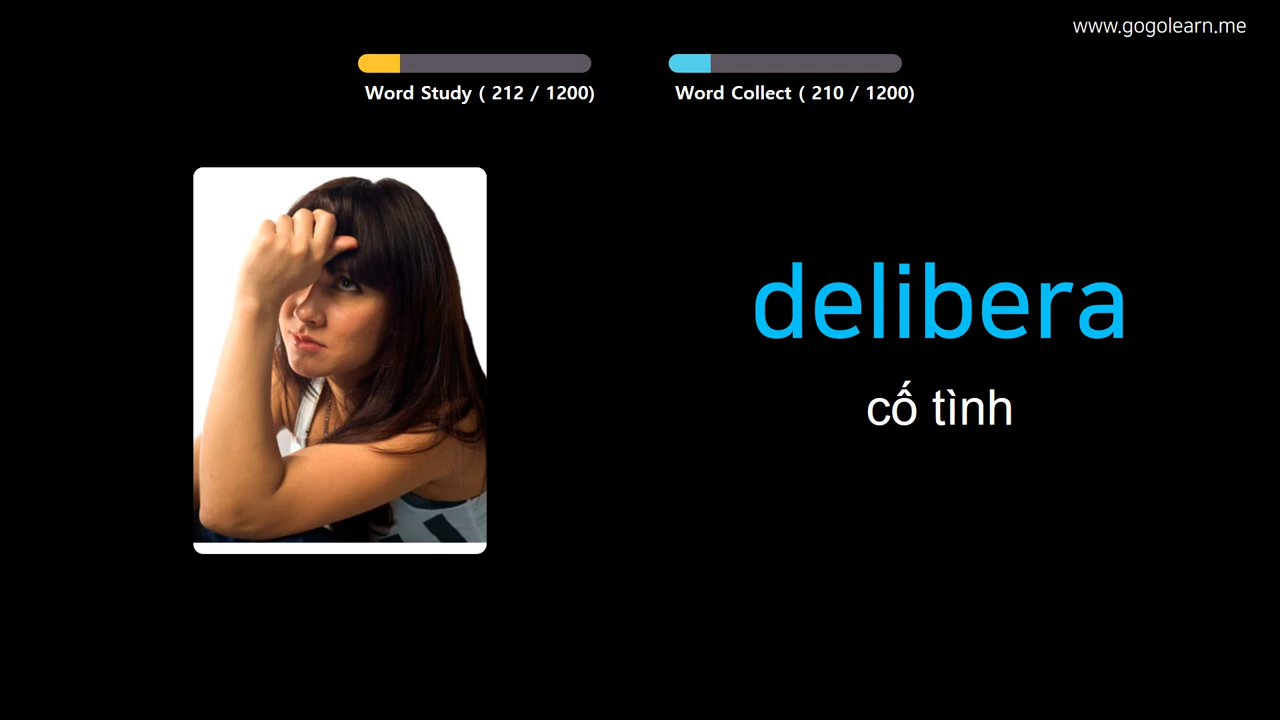 www.gogolearn.me
Word Study ( 212 / 1200)
Word Collect ( 210 / 1200)
delibera
cố tình